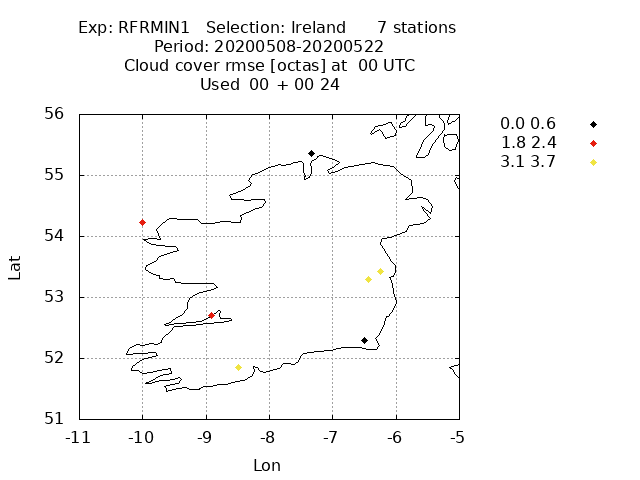 Exp: RFRMIN1 Selection: Ireland 7 stations
Period: 20200508-20200522
Cloud cover rmse [octas] at 00 UTC
Used 00 + 00 24
0.0 0.6
1.8 2.4
3.1 3.7
56
55
54
53
52
51
Lat
-11 -10 -9 -8 -7 -6 -5
Lon